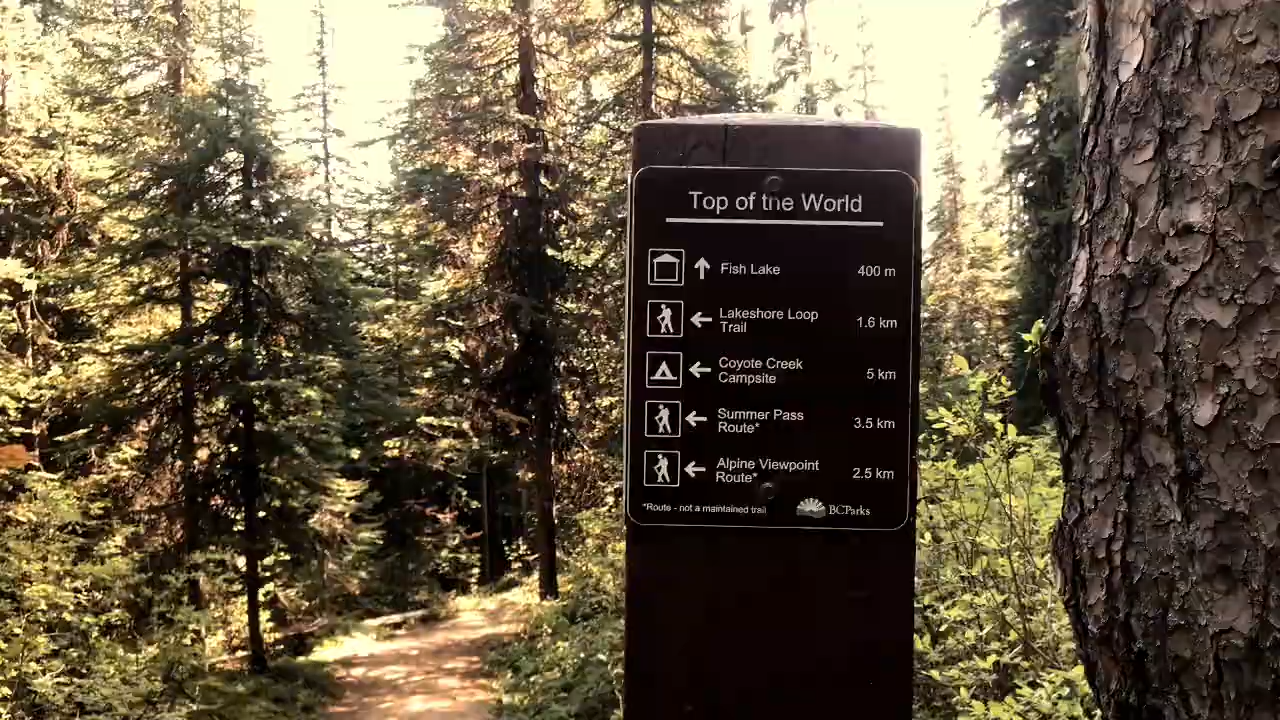 Top of the World
Fish Lake 400 m
Lakeshore Loop
Trail 1.6 km
Coyote Creek
Campsite 5 km
Summer Pass
Route* 3.5 km
Alpine Viewpoint
Route* 2.5 km
*Route - not a maintained trail
BCParks